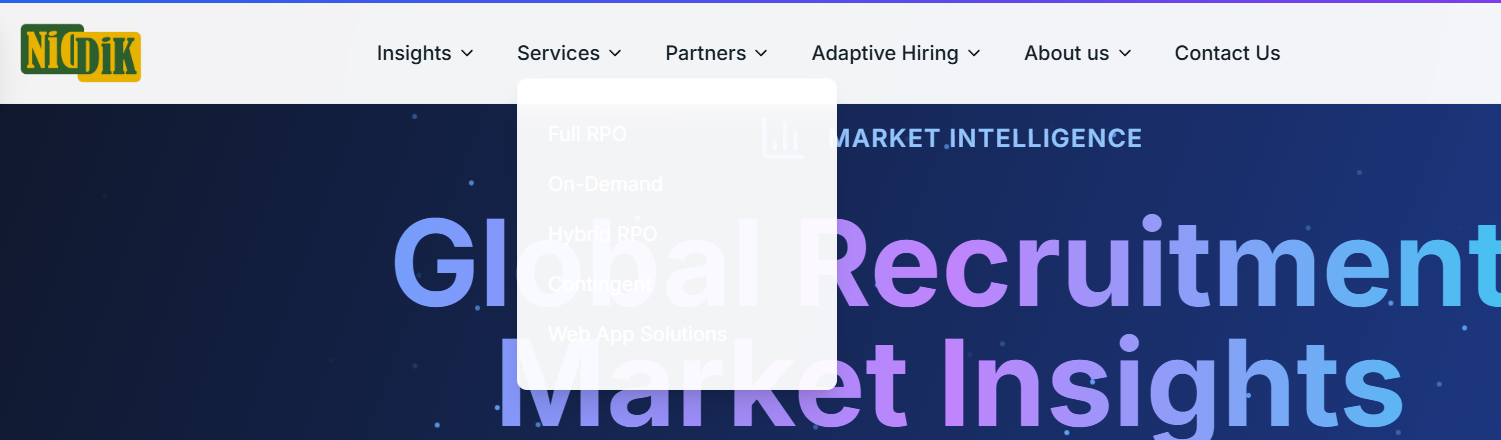 NiCDiK
Insights Services Partners Adaptive Hiring About us Contact Us
Full RPO
On-Demand
Hybrid RPO
Contingent
Web App Solutions
MARKET INTELLIGENCE
Global Recruitment
Market Insights